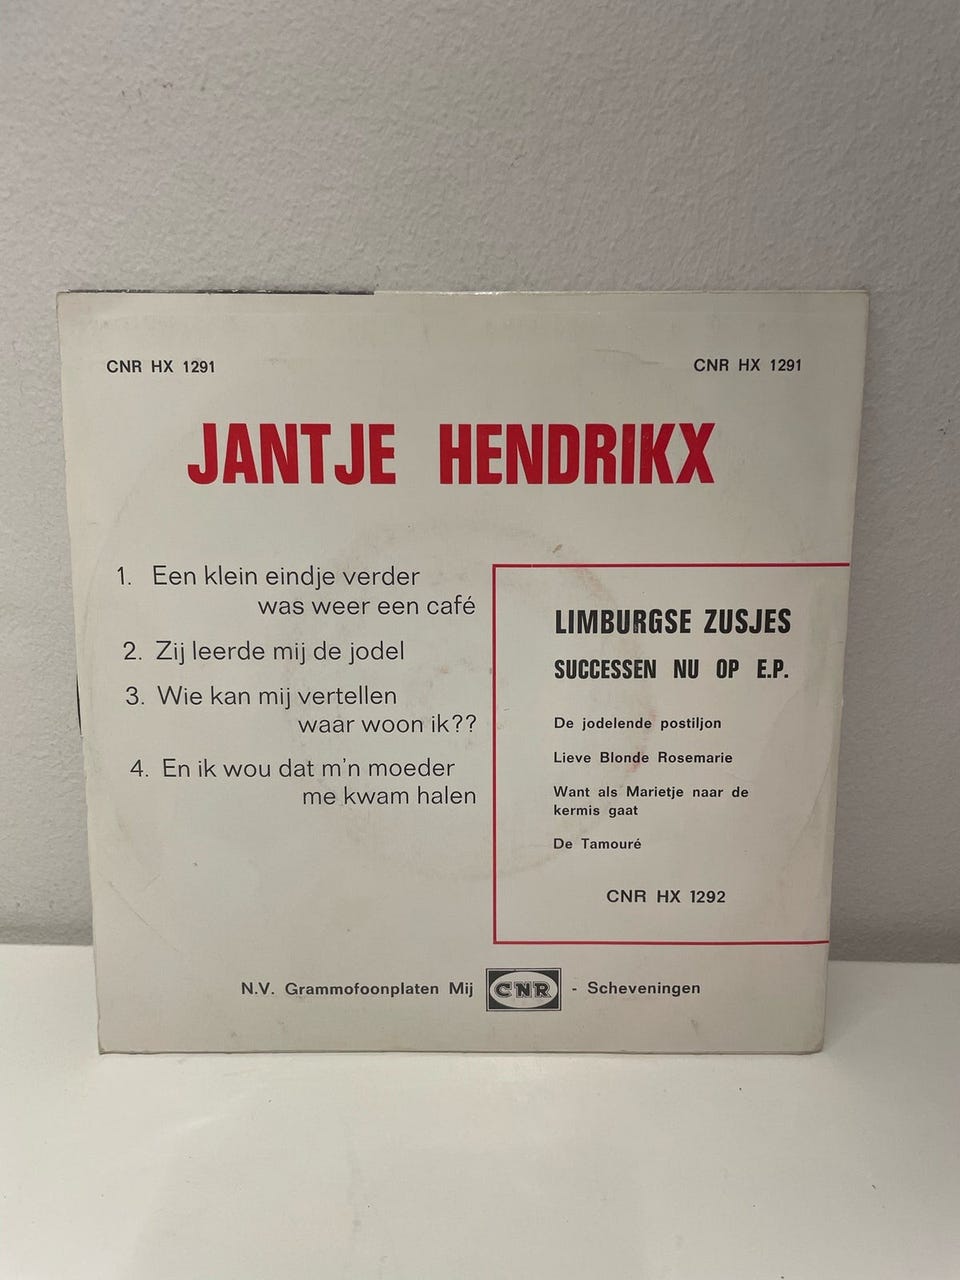 CNR HX 1291
CNR HX 1291
JANTJE HENDRIKX
1. Een klein eindje verder
was weer een café
2. Zij leerde mij de jodel
3. Wie kan mij vertellen
waar woon ik??
4. En ik wou dat m'n moeder
me kwam halen
LIMBURGSE ZUSJES
SUCCESSEN NU OP E.P.
De jodelende postiljon
Lieve Blonde Rosemarie
Want als Marietje naar de
kermis gaat
De Tamouré
CNR HX 1292
N.V. Grammofoonplaten Mij CNR - Scheveningen